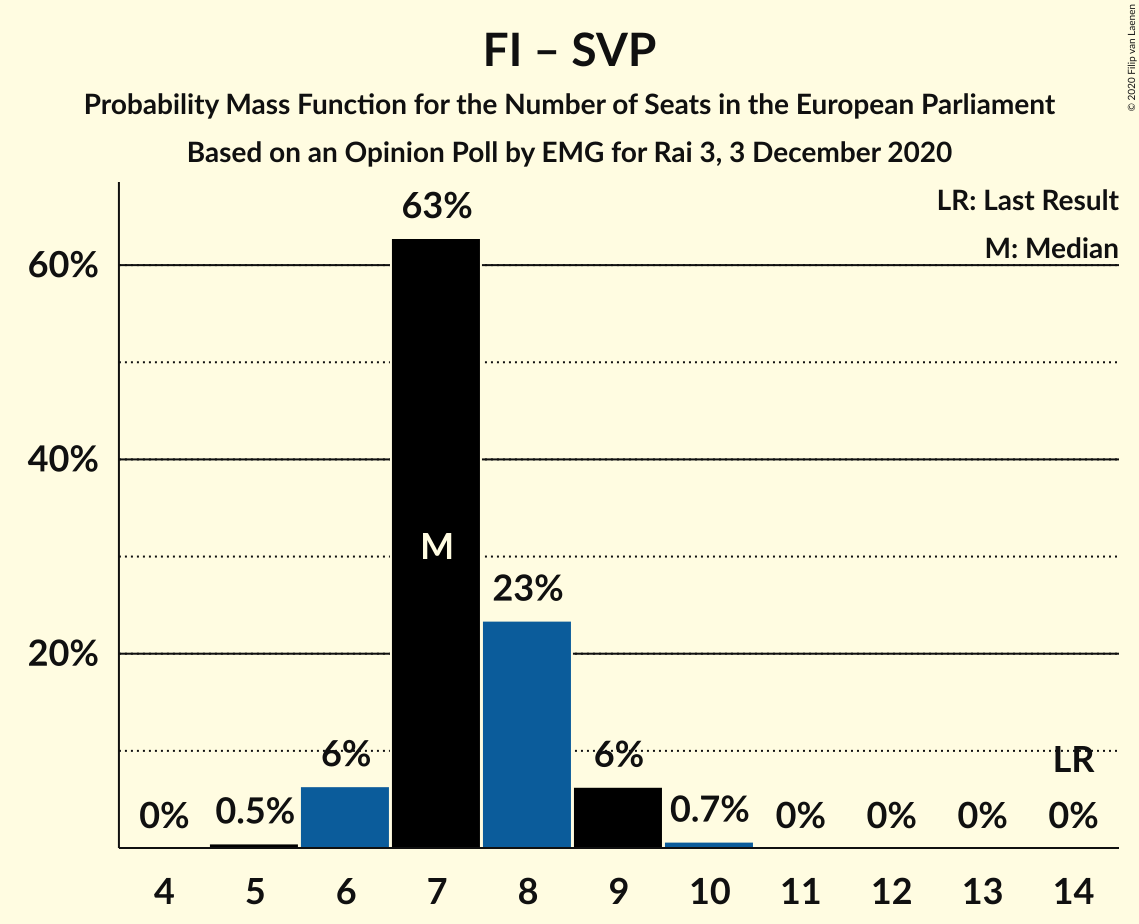 FI – SVP
Probability Mass Function for the Number of Seats in the European Parliament
Based on an Opinion Poll by EMG for Rai 3, 3 December 2020
© 2020 Filip van Laenen
LR: Last Result
M: Median
63%
60%
40%
M
23%
20%
6%
6%
LR
0%
0.5%
0.7%
0%
0%
0%
0%
4 5 6 7 8 9 10 11 12 13 14